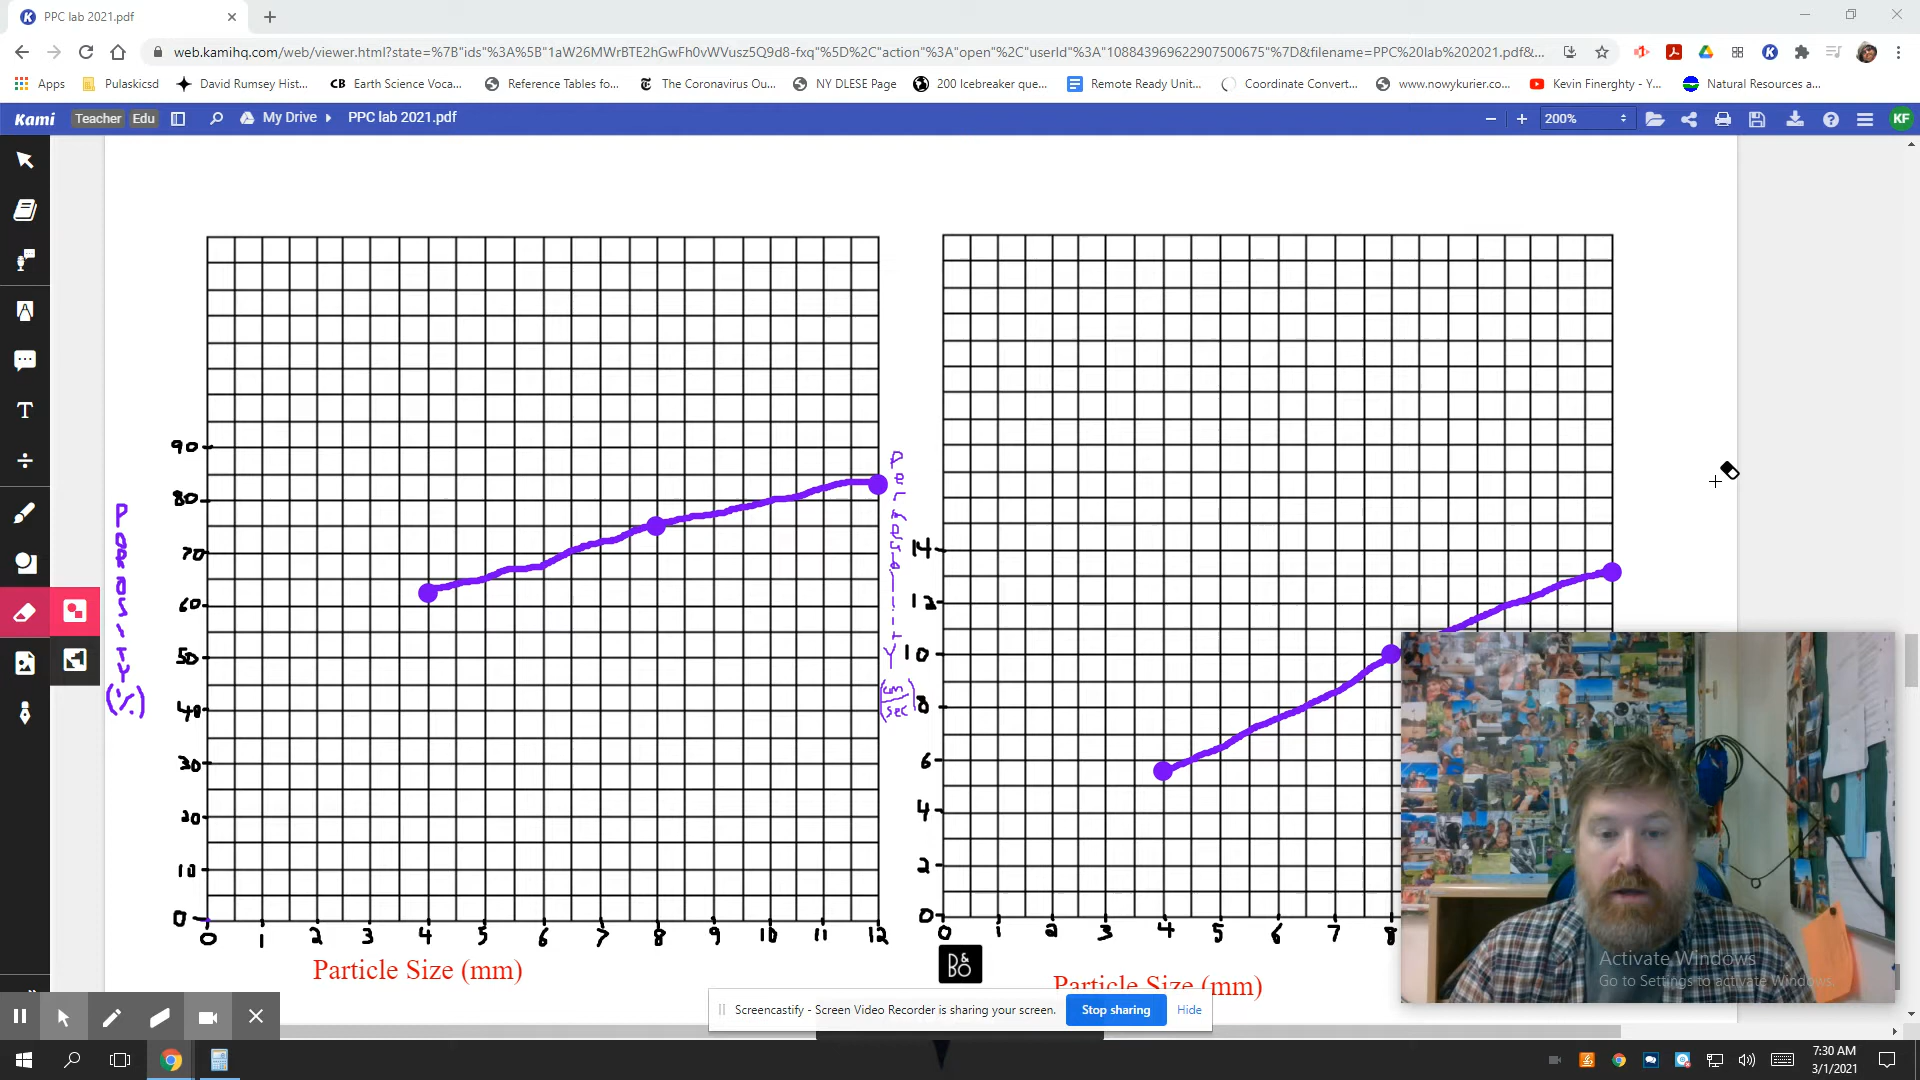 PPC lab 2021.pdf
web.kamihq.com/web/viewer.html?state=%7B"ids"%3A%5B"1aW26MWrBTE2hGwFh0vWVusz5Q9d8-fxq"%5D%2C"action"%3A"open"%2C"userId"%3A"108843969622907500675"%7D&filename=PPC%20lab%202021.pdf&...
Apps Pulaskicsd David Rumsey Hist... Earth Science Voca... Reference Tables fo... The Coronavirus Ou... NY DLESE Page 200 Icebreaker que... Remote Ready Unit... Coordinate Convert... www.nowykurier.co... Kevin Finerghty - Y... Natural Resources a...
Kami Teacher Edu My Drive PPC lab 2021.pdf 200% KF
90
80
70
60
50
40
30
20
10
0
POROSITY (%)
0 1 2 3 4 5 6 7 8 9 10 11 12
Particle Size (mm)
(cm/sec)
14
12
10
8
6
4
2
0
0 1 2 3 4 5 6 7 8
Particle Size (mm)
B&O
Activate Windows
Go to Settings to activate Windows.
Screencastify - Screen Video Recorder is sharing your screen. Stop sharing Hide
7:30 AM
3/1/2021